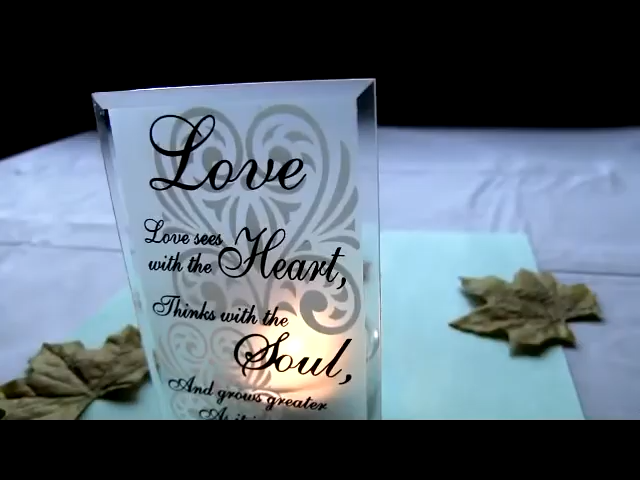 Love
Love sees
with the Heart,
Thinks with the
Soul,
And grows greater